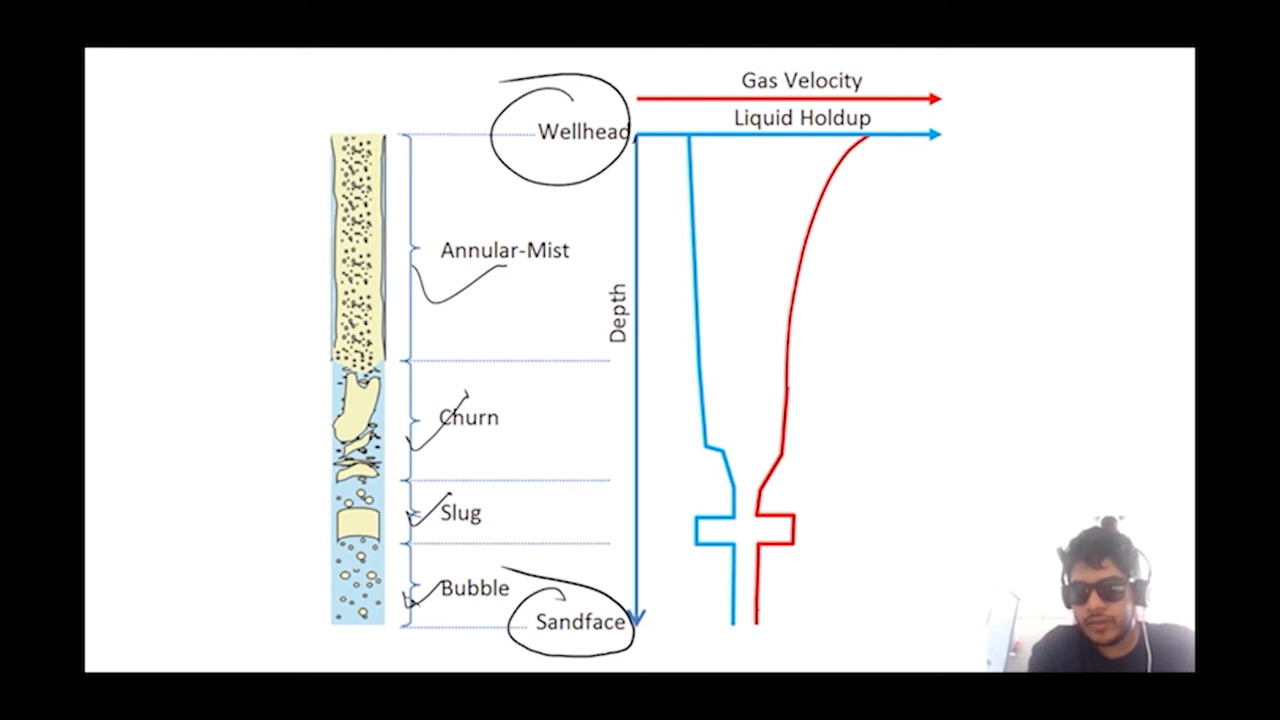 Gas Velocity
Liquid Holdup
Wellhead
Annular-Mist
Depth
Churn
Slug
Bubble
Sandface